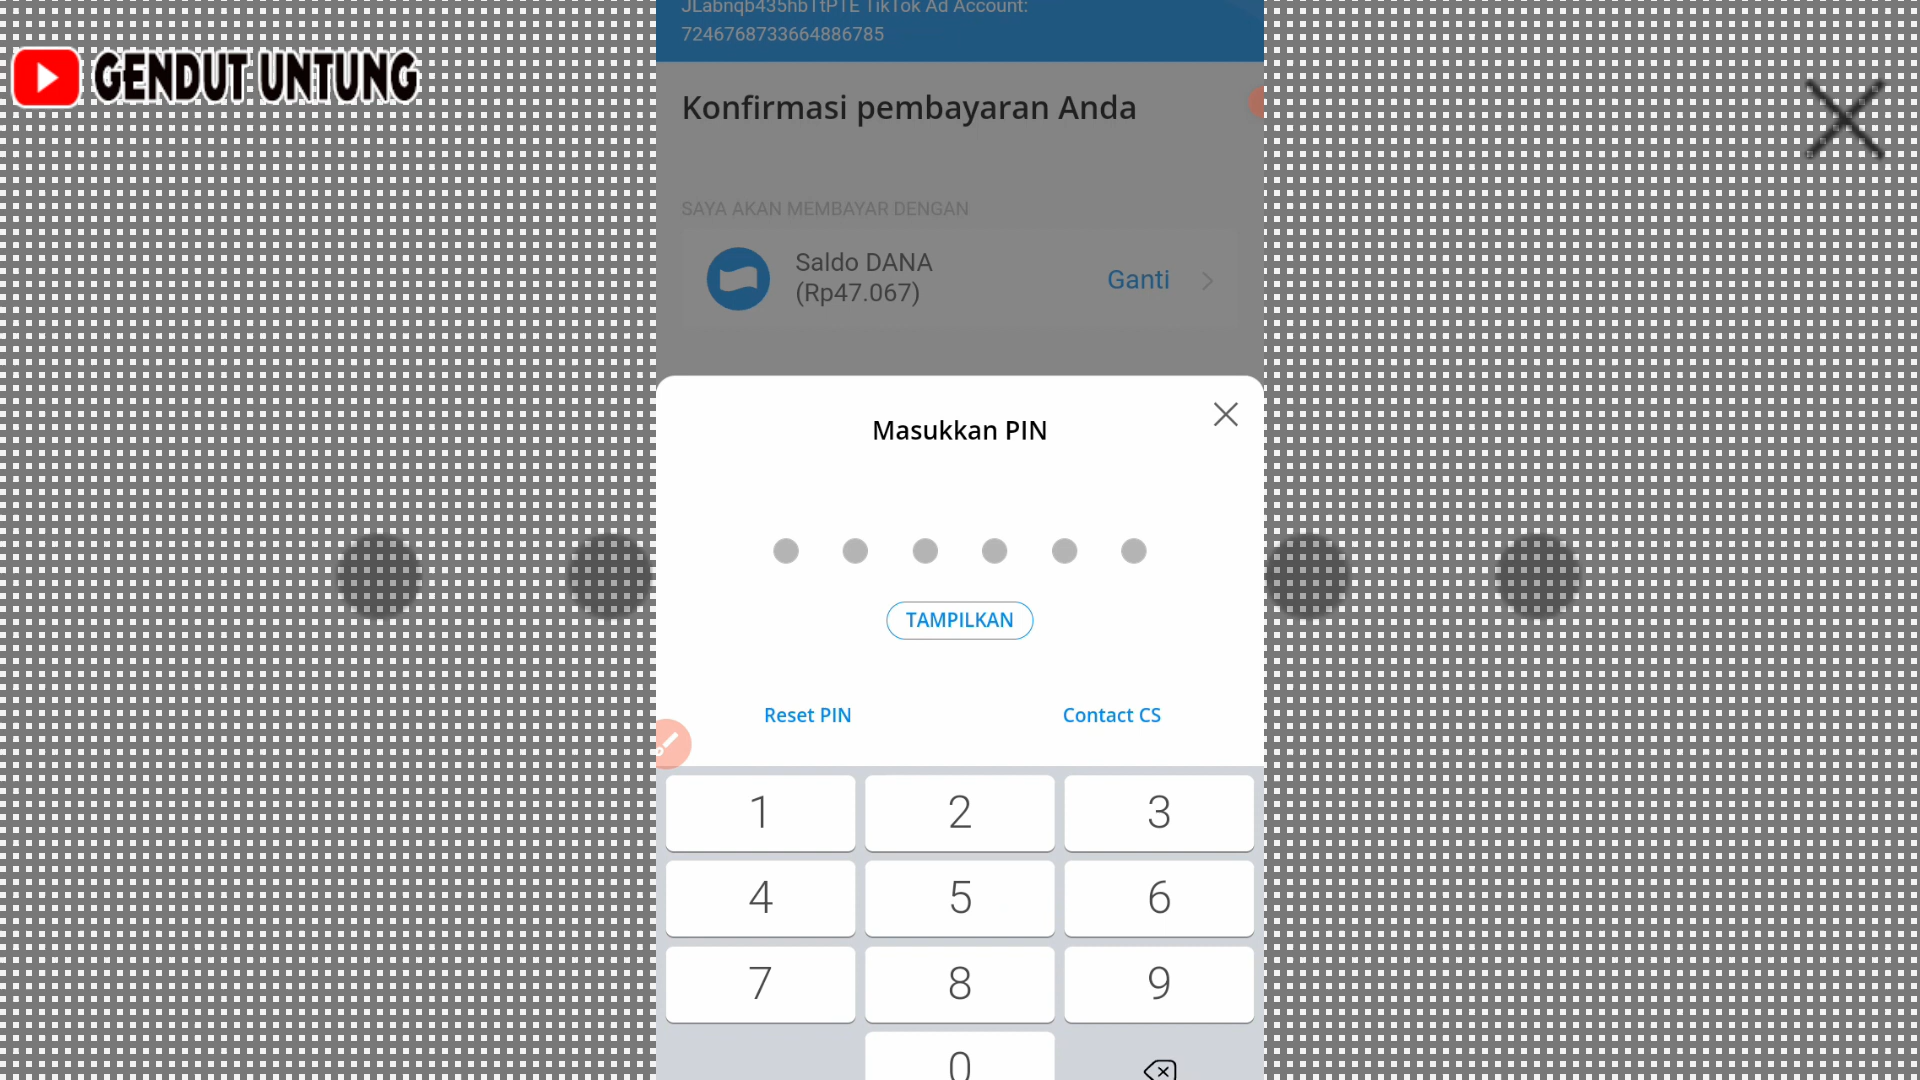 TikTok Ad Account:
7246768733664886785
GENDUT UNTUNG
Konfirmasi pembayaran Anda
SAYA AKAN MEMBAYAR DENGAN
Saldo DANA
(Rp47.067)
Ganti
Masukkan PIN
TAMPILKAN
Reset PIN
Contact CS
1
2
3
4
5
6
7
8
9
0